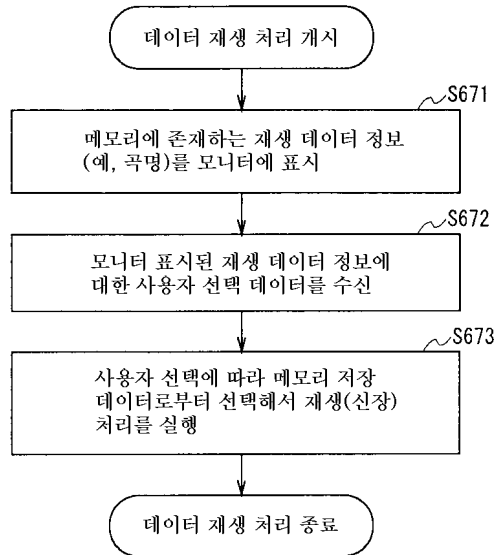 데이터 재생 처리 개시
S671
메모리에 존재하는 재생 데이터 정보
(예, 곡명)를 모니터에 표시
S672
모니터 표시된 재생 데이터 정보에
대한 사용자 선택 데이터를 수신
S673
사용자 선택에 따라 메모리 저장
데이터로부터 선택해서 재생(신장)
처리를 실행
데이터 재생 처리 종료